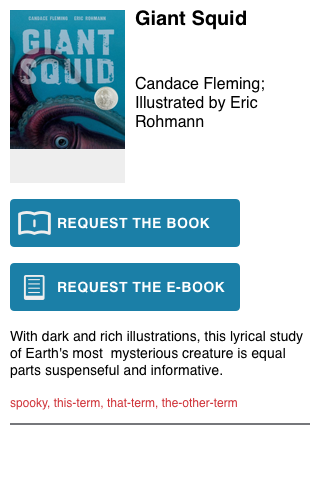 CANDACE FLEMING ERIC ROHMANN
GIANT
SQUID
Giant Squid
Candace Fleming;
Illustrated by Eric
Rohmann
REQUEST THE BOOK
REQUEST THE E-BOOK
With dark and rich illustrations, this lyrical study
of Earth's most  mysterious creature is equal
parts suspenseful and informative.
spooky, this-term, that-term, the-other-term